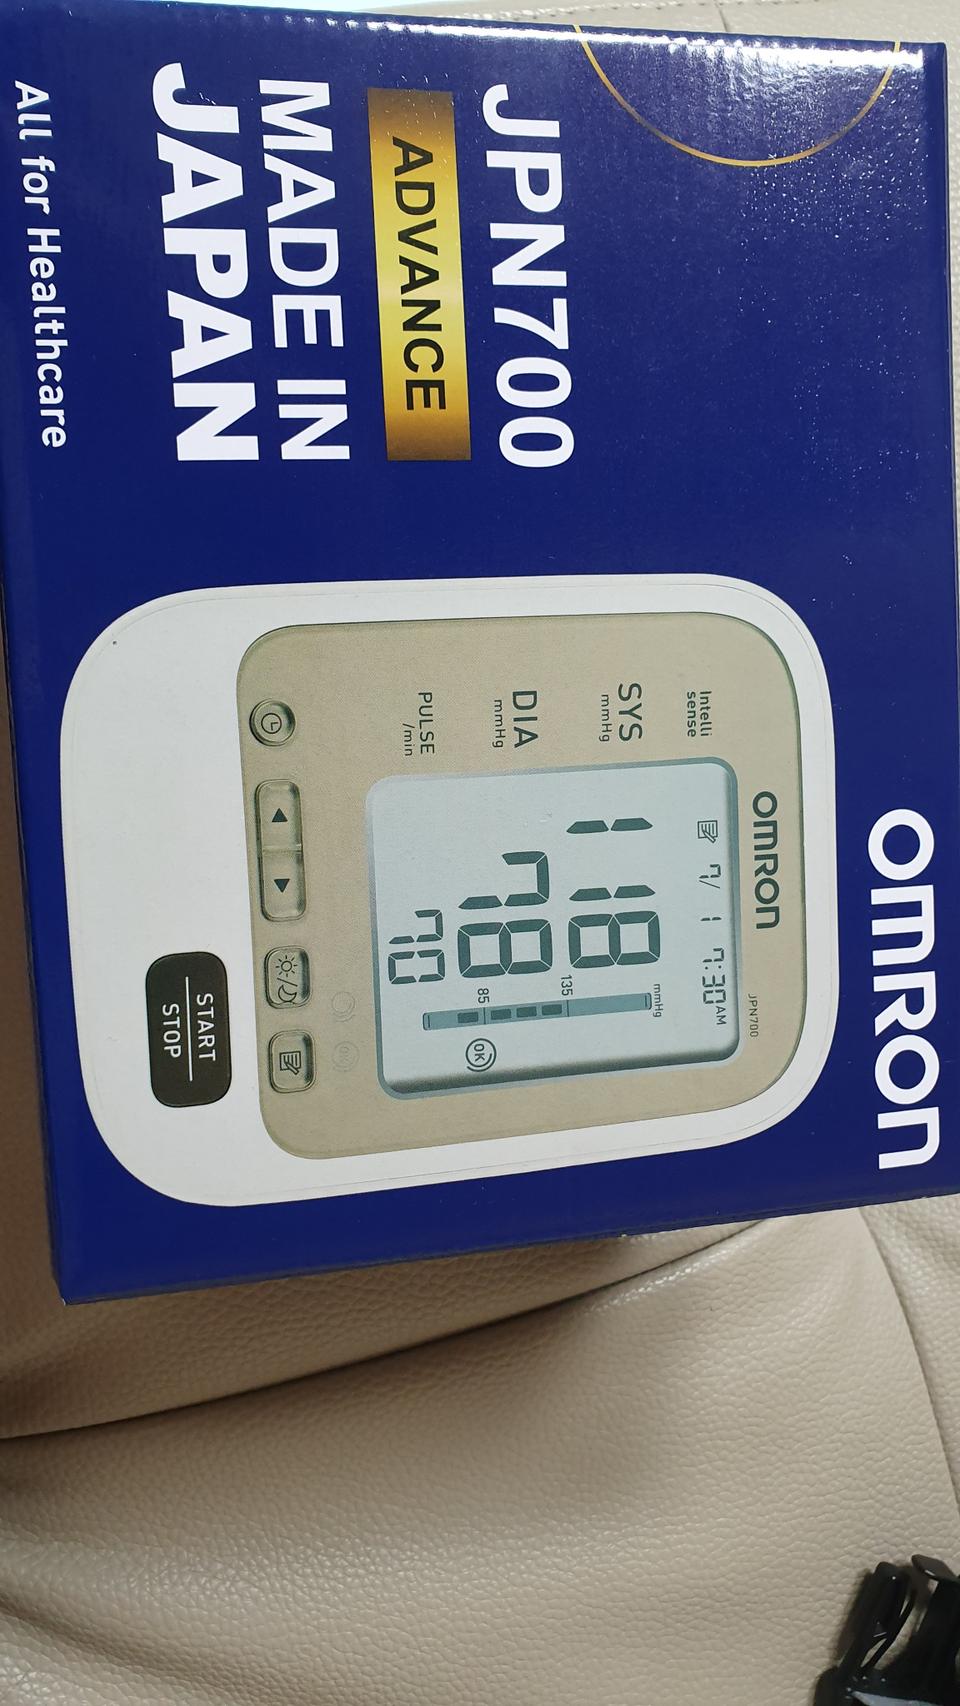 OMRON
JPN700
ADVANCE
MADE IN
JAPAN
All for Healthcare
OMRON
JPN700
Intelli
sense
7/ 1 7:30 AM
SYS
mmHg
118
mmHg
135
DIA
mmHg
78
85
OK
PULSE
/min
70
START
STOP